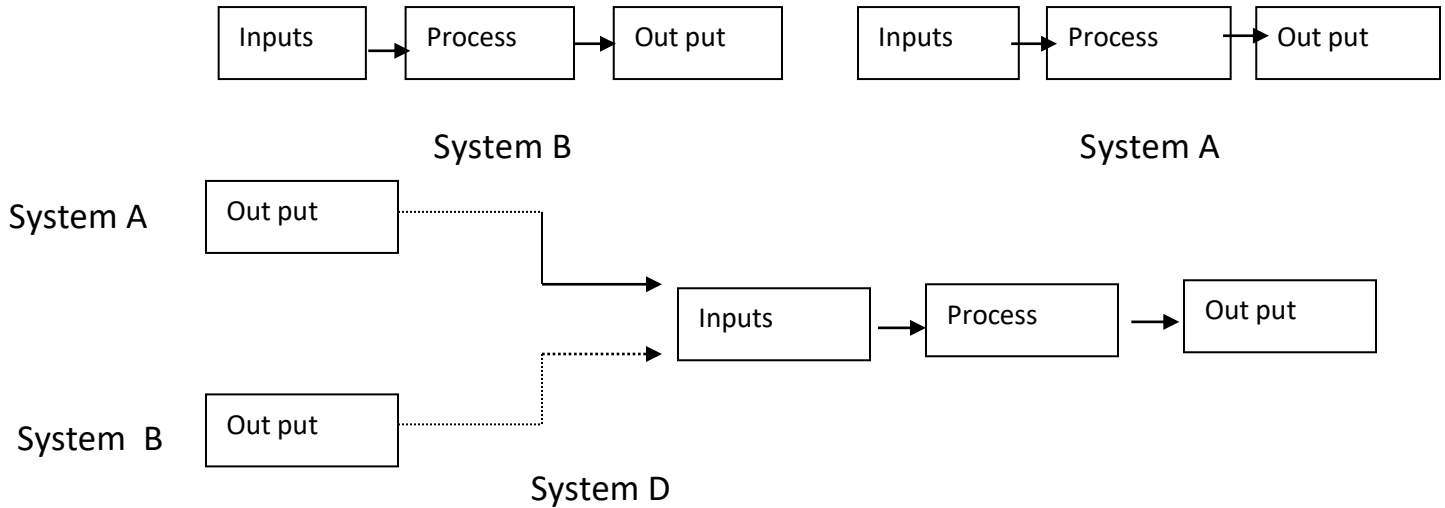 Inputs Process Out put Inputs Process Out put
System B System A
System A Out put
Inputs Process Out put
System B Out put
System D